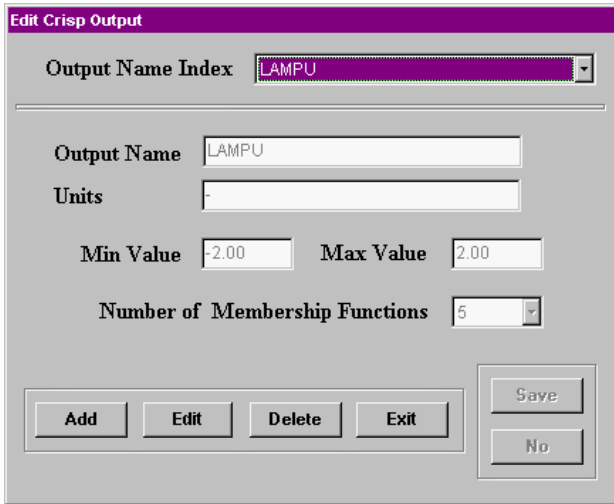 Edit Crisp Output
Output Name Index LAMPU
Output Name LAMPU
Units -
Min Value -2.00 Max Value 2.00
Number of Membership Functions 5
Add Edit Delete Exit Save
No